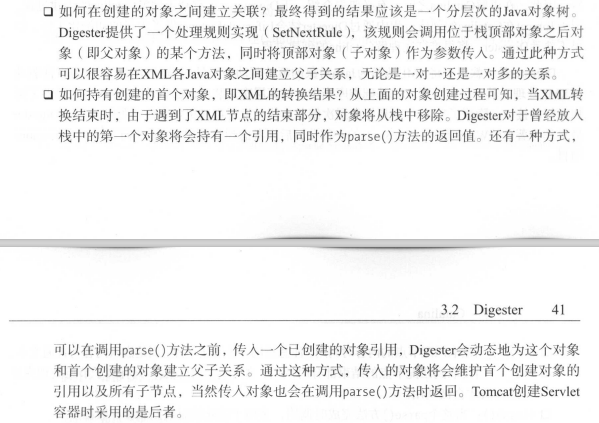 ❑ 如何在创建的对象之间建立关联？最终得到的结果应该是一个分层次的Java对象树。
Digester提供了一个处理规则实现（SetNextRule），该规则会调用位于栈顶部对象之后对
象（即父对象）的某个方法，同时将顶部对象（子对象）作为参数传入。通过此种方式
可以很容易在XML各Java对象之间建立父子关系，无论是一对一还是一对多的关系。
❑ 如何持有创建的首个对象，即XML的转换结果？从上面的对象创建过程可知，当XML转
换结束时，由于遇到了XML节点的结束部分，对象将从栈中移除。Digester对于曾经放入
栈中的第一个对象将会持有一个引用，同时作为parse()方法的返回值。还有一种方式，
3.2 Digester 41
可以在调用parse()方法之前，传入一个已创建的对象引用，Digester会动态地为这个对象
和首个创建的对象建立父子关系。通过这种方式，传入的对象将会维护首个创建对象的
引用以及所有子节点，当然传入对象也会在调用parse()方法时返回。Tomcat创建Servlet
容器时采用的是后者。